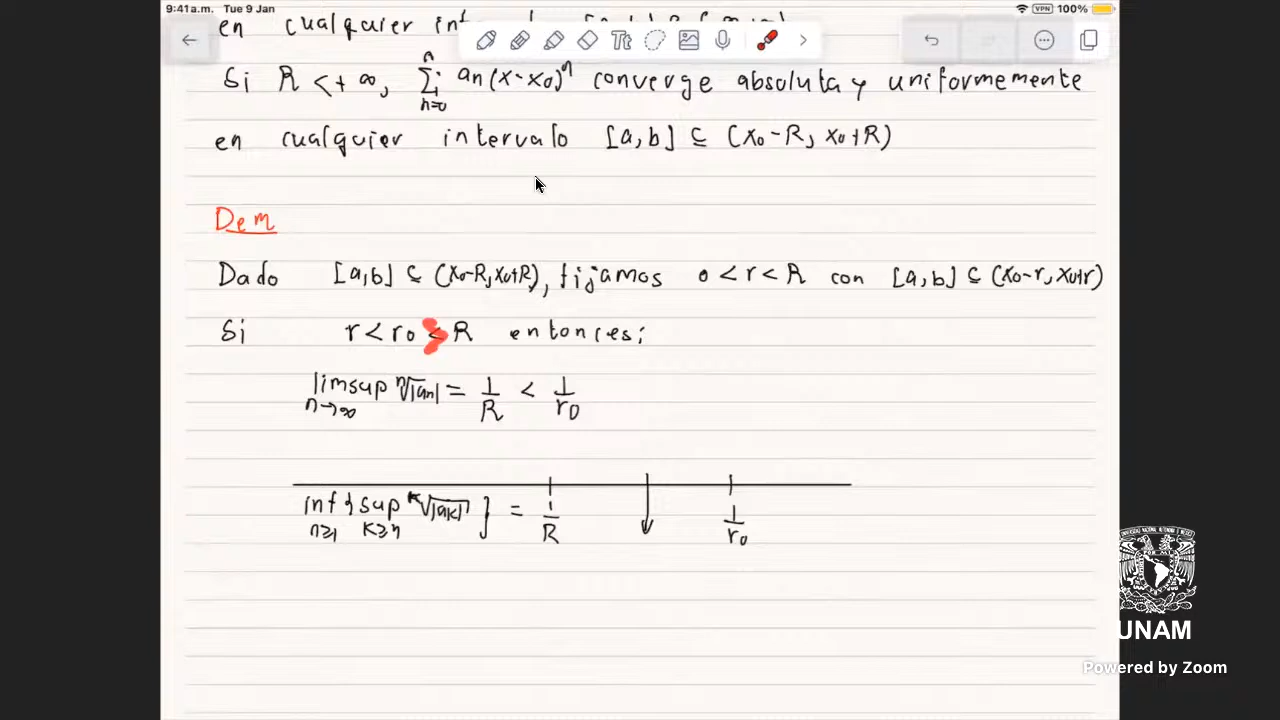 9:41a.m. Tue 9 Jan VPN 100%
en cualquier
Si R < +∞, Σ_{n=0}^{n} an(x-x0)^n converge absoluta y uniformemente
en cualquier intervalo [a,b] ⊆ (x0-R, x0+R)
Dem
Dado [a,b] ⊆ (x0-R, x0+R), fijamos 0 < r < R con [a,b] ⊆ (x0-r, x0+r)
Si r < r0 < R entonces:
limsup_{n→∞} ⁿ√|an| = 1/R < 1/r0
inf_{n≥1} { sup_{k≥n} ᵏ√|ak| } = 1/R 1/r0
UNAM
Powered by Zoom